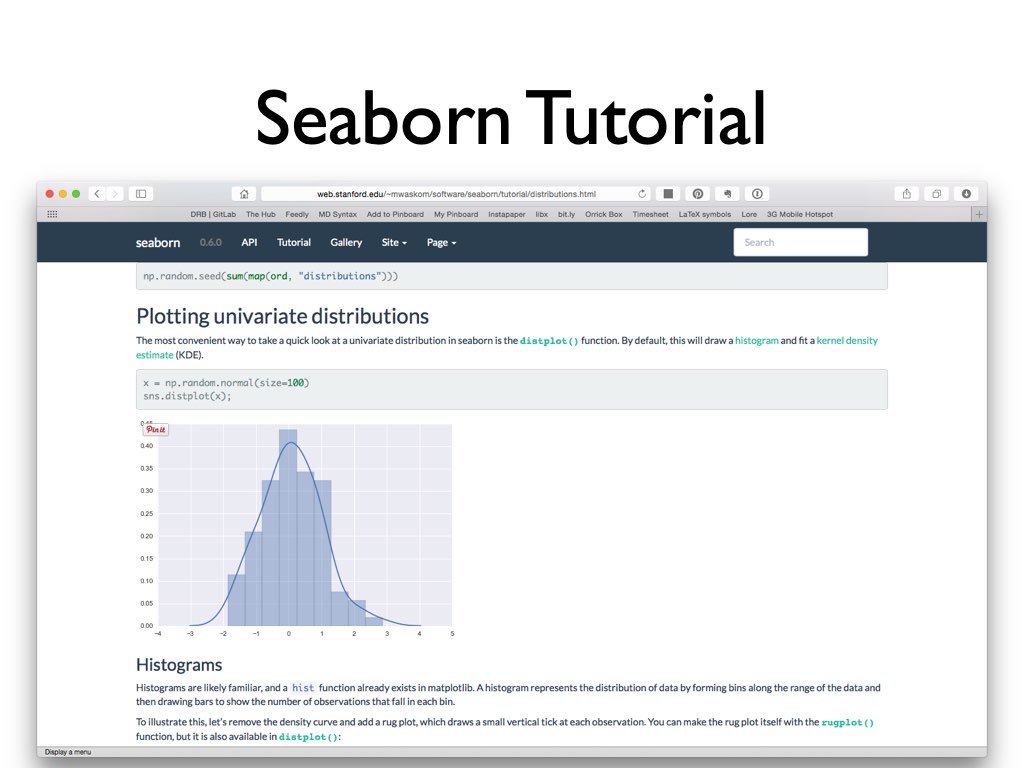 Seaborn Tutorial
web.stanford.edu/~mwaskom/software/seaborn/tutorial/distributions.html
DRB | GitLab The Hub Feedly MD Syntax Add to Pinboard My Pinboard Instapaper libx bit.ly Orrick Box Timesheet LaTeX symbols Lore 3G Mobile Hotspot
seaborn 0.6.0 API Tutorial Gallery Site Page Search
np.random.seed(sum(map(ord, "distributions")))
Plotting univariate distributions
The most convenient way to take a quick look at a univariate distribution in seaborn is the distplot() function. By default, this will draw a histogram and fit a kernel density
estimate (KDE).
x = np.random.normal(size=100)
sns.distplot(x);
0.45
Pin it
0.40
0.35
0.30
0.25
0.20
0.15
0.10
0.05
0.00
−4 −3 −2 −1 0 1 2 3 4 5
Histograms
Histograms are likely familiar, and a hist function already exists in matplotlib. A histogram represents the distribution of data by forming bins along the range of the data and
then drawing bars to show the number of observations that fall in each bin.
To illustrate this, let's remove the density curve and add a rug plot, which draws a small vertical tick at each observation. You can make the rug plot itself with the rugplot()
function, but it is also available in distplot():
Display a menu